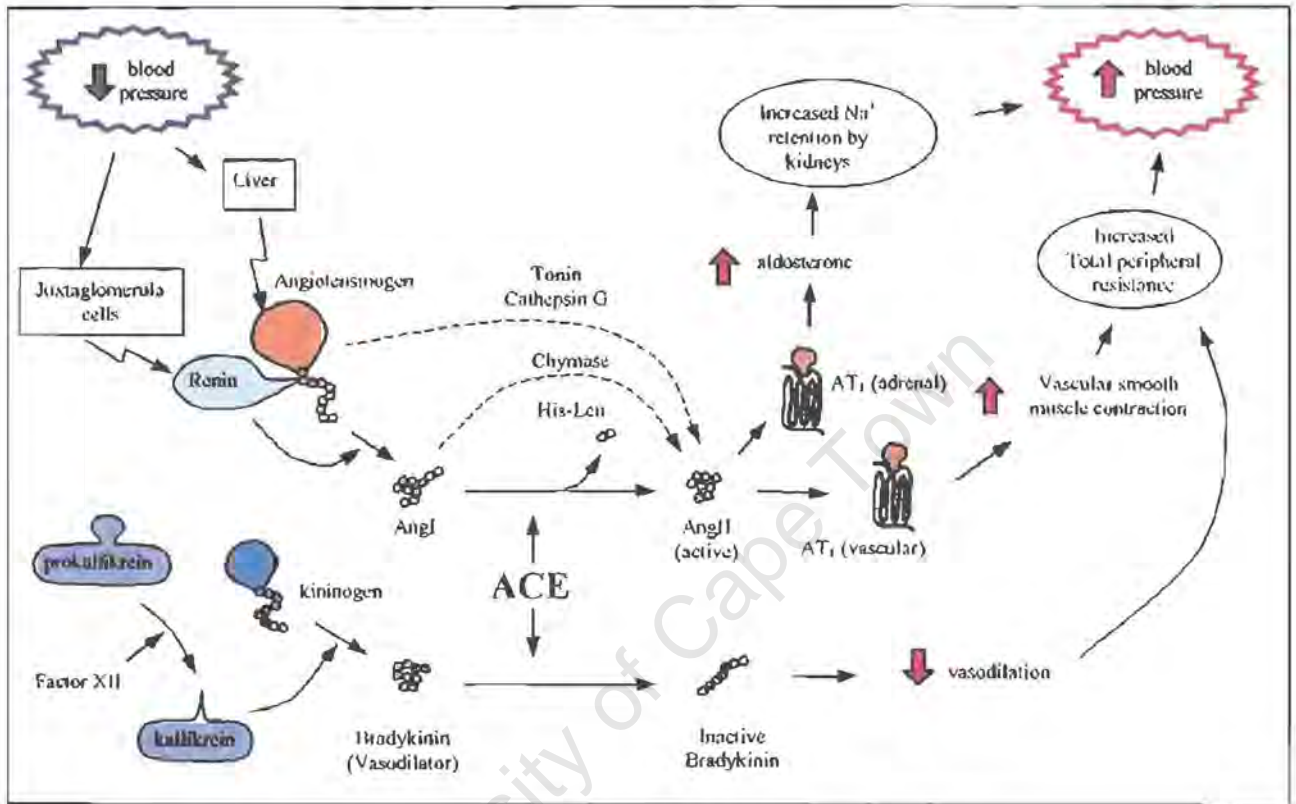 blood
pressure
blood
pressure
Increased Na⁺
retention by
kidneys
Liver
Increased
Total peripheral
resistance
aldosterone
Tonin
Cathepsin G
Angiotensinogen
Juxtaglomerula
cells
Chymase
Renin
AT₁ (adrenal)
Vascular smooth
muscle contraction
His-Leu
AngI
AngII
(active)
AT₁ (vascular)
prokallikrein
kininogen
ACE
Factor XII
vasodilation
kallikrein
Bradykinin
(Vasodilator)
Inactive
Bradykinin
University of Cape Town